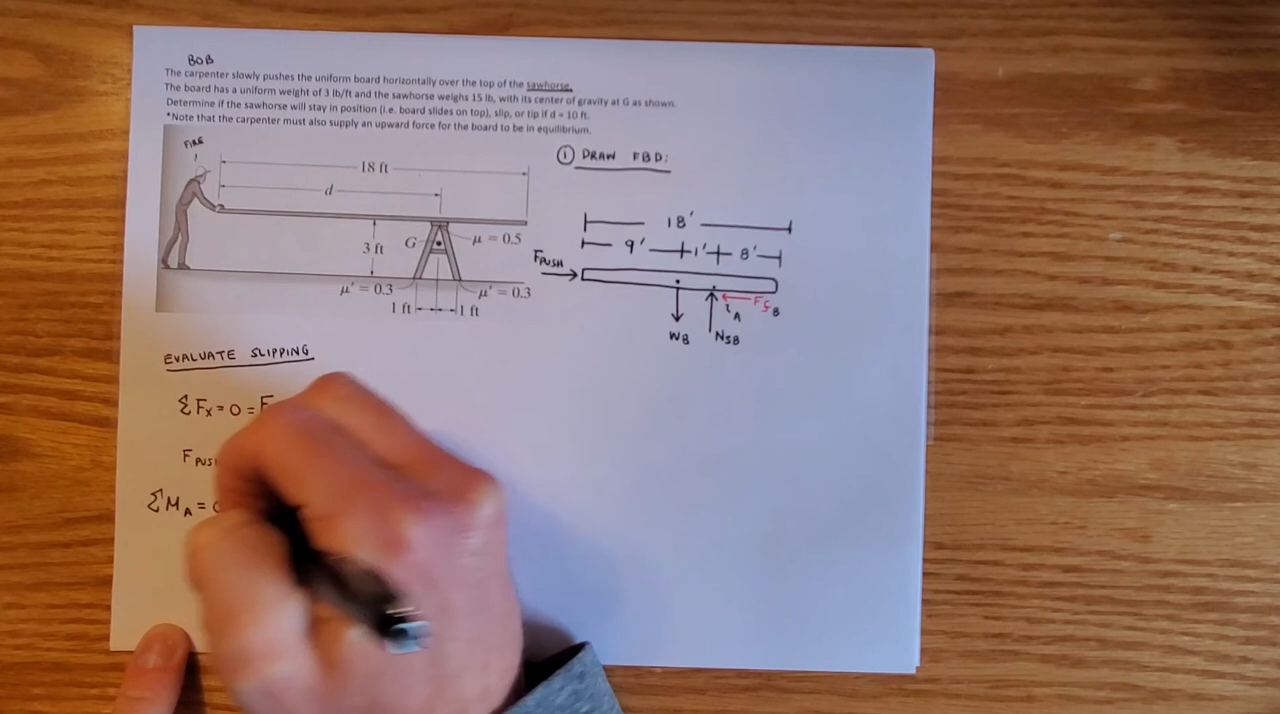 BOB
The carpenter slowly pushes the uniform board horizontally over the top of the sawhorse.
The board has a uniform weight of 3 lb/ft and the sawhorse weighs 15 lb, with its center of gravity at G as shown.
Determine if the sawhorse will stay in position (i.e. board slides on top), slip, or tip if d = 10 ft.
*Note that the carpenter must also supply an upward force for the board to be in equilibrium.
FIRE
18 ft
d
3 ft
G
μ = 0.5
μ' = 0.3
μ' = 0.3
1 ft
1 ft
① DRAW FBD:
18'
9' 1' 8'
FPUSH
A
WB
NSB
EVALUATE SLIPPING
ΣFx = 0 = F
FPUS
ΣMA =